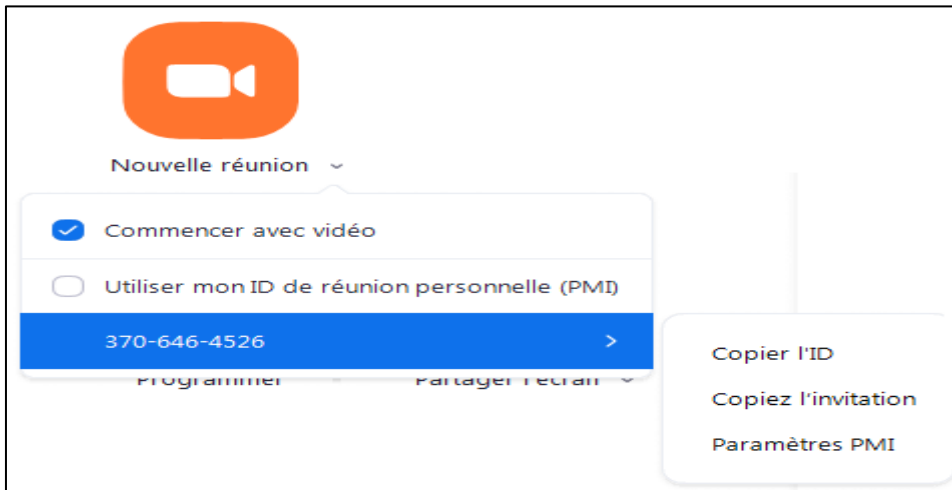 Nouvelle réunion
Commencer avec vidéo
Utiliser mon ID de réunion personnelle (PMI)
370-646-4526
Copier l'ID
Programmer
Partager l'écran
Copiez l'invitation
Paramètres PMI